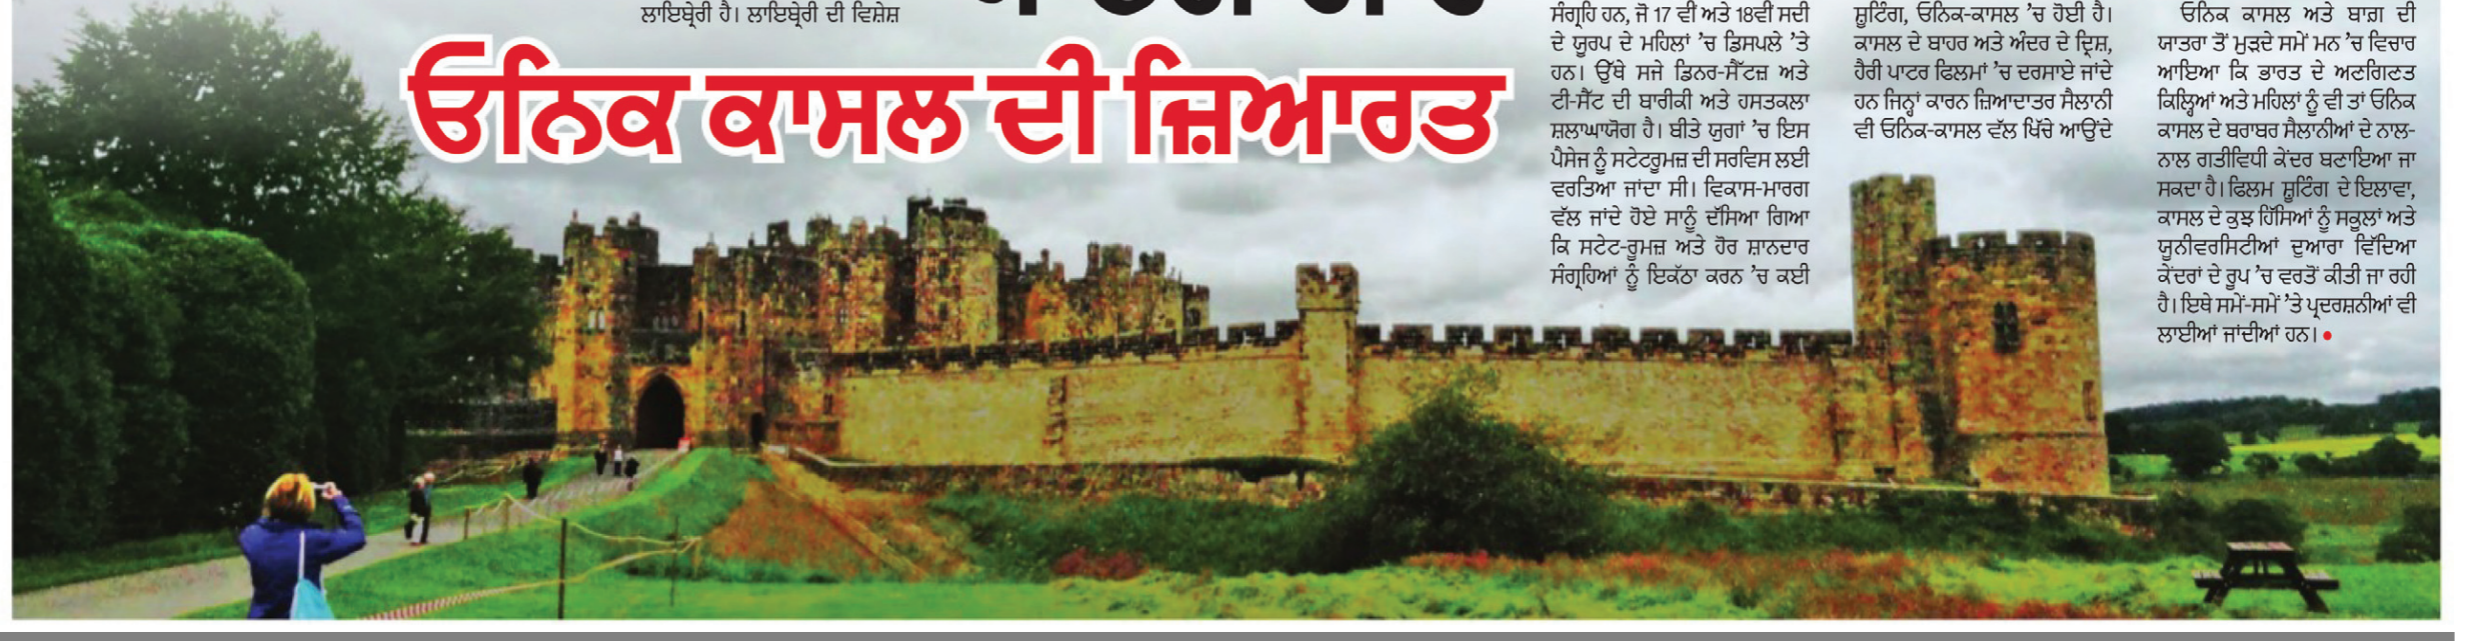 ਲਾਇਬ੍ਰੇਰੀ ਹੈ। ਲਾਇਬ੍ਰੇਰੀ ਦੀ ਵਿਸ਼ੇਸ਼
ਓਨਿਕ ਕਾਸਲ ਦੀ ਜ਼ਿਆਰਤ
ਸੰਗ੍ਰਹਿ ਹਨ, ਜੋ 17 ਵੀਂ ਅਤੇ 18ਵੀਂ ਸਦੀ
ਦੇ ਯੂਰਪ ਦੇ ਮਹਿਲਾਂ ’ਚ ਡਿਸਪਲੇ ’ਤੇ
ਹਨ। ਉੱਥੇ ਸਜੇ ਡਿਨਰ-ਸੈੱਟਜ਼ ਅਤੇ
ਟੀ-ਸੈੱਟ ਦੀ ਬਾਰੀਕੀ ਅਤੇ ਹਸਤਕਲਾ
ਸ਼ਲਾਘਾਯੋਗ ਹੈ। ਬੀਤੇ ਯੁਗਾਂ ’ਚ ਇਸ
ਪੈਸੇਜ ਨੂੰ ਸਟੇਟਰੂਮਜ਼ ਦੀ ਸਰਵਿਸ ਲਈ
ਵਰਤਿਆ ਜਾਂਦਾ ਸੀ। ਵਿਕਾਸ-ਮਾਰਗ
ਵੱਲ ਜਾਂਦੇ ਹੋਏ ਸਾਨੂੰ ਦੱਸਿਆ ਗਿਆ
ਕਿ ਸਟੇਟ-ਰੂਮਜ਼ ਅਤੇ ਹੋਰ ਸ਼ਾਨਦਾਰ
ਸੰਗ੍ਰਹਿਆਂ ਨੂੰ ਇਕੱਠਾ ਕਰਨ ’ਚ ਕਈ
ਸ਼ੂਟਿੰਗ, ਓਨਿਕ-ਕਾਸਲ ’ਚ ਹੋਈ ਹੈ।
ਕਾਸਲ ਦੇ ਬਾਹਰ ਅਤੇ ਅੰਦਰ ਦੇ ਦ੍ਰਿਸ਼,
ਹੈਰੀ ਪਾਟਰ ਫਿਲਮਾਂ ’ਚ ਦਰਸਾਏ ਜਾਂਦੇ
ਹਨ ਜਿਨ੍ਹਾਂ ਕਾਰਨ ਜ਼ਿਆਦਾਤਰ ਸੈਲਾਨੀ
ਵੀ ਓਨਿਕ-ਕਾਸਲ ਵੱਲ ਖਿੱਚੇ ਆਉਂਦੇ
ਓਨਿਕ ਕਾਸਲ ਅਤੇ ਬਾਗ਼ ਦੀ
ਯਾਤਰਾ ਤੋਂ ਮੁੜਦੇ ਸਮੇਂ ਮਨ ’ਚ ਵਿਚਾਰ
ਆਇਆ ਕਿ ਭਾਰਤ ਦੇ ਅਣਗਿਣਤ
ਕਿਲ੍ਹਿਆਂ ਅਤੇ ਮਹਿਲਾਂ ਨੂੰ ਵੀ ਤਾਂ ਓਨਿਕ
ਕਾਸਲ ਦੇ ਬਰਾਬਰ ਸੈਲਾਨੀਆਂ ਦੇ ਨਾਲ-
ਨਾਲ ਗਤੀਵਿਧੀ ਕੇਂਦਰ ਬਣਾਇਆ ਜਾ
ਸਕਦਾ ਹੈ। ਫਿਲਮ ਸ਼ੂਟਿੰਗ ਦੇ ਇਲਾਵਾ,
ਕਾਸਲ ਦੇ ਕੁਝ ਹਿੱਸਿਆਂ ਨੂੰ ਸਕੂਲਾਂ ਅਤੇ
ਯੂਨੀਵਰਸਿਟੀਆਂ ਦੁਆਰਾ ਵਿੱਦਿਆ
ਕੇਂਦਰਾਂ ਦੇ ਰੂਪ ’ਚ ਵਰਤੋਂ ਕੀਤੀ ਜਾ ਰਹੀ
ਹੈ। ਇਥੇ ਸਮੇਂ-ਸਮੇਂ ’ਤੇ ਪ੍ਰਦਰਸ਼ਨੀਆਂ ਵੀ
ਲਾਈਆਂ ਜਾਂਦੀਆਂ ਹਨ।